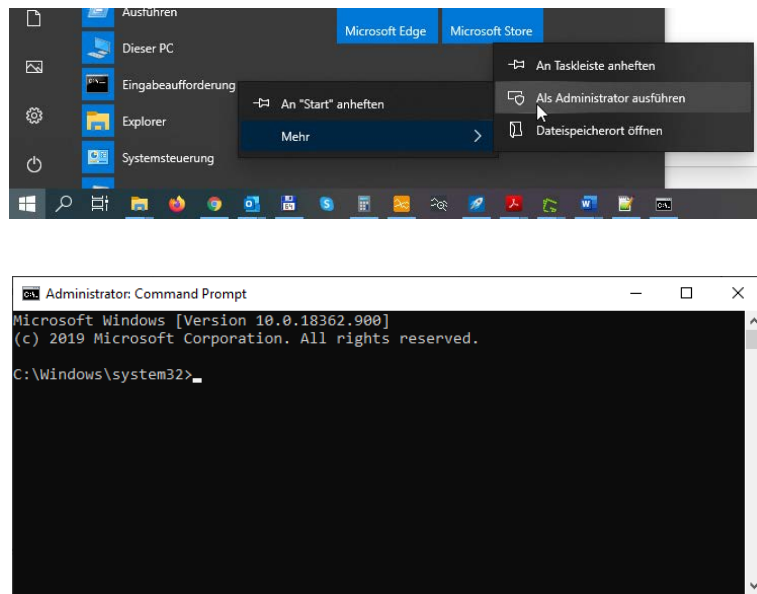 Ausführen
Microsoft Edge
Microsoft Store
Dieser PC
An Taskleiste anheften
Eingabeaufforderung
Als Administrator ausführen
An "Start" anheften
Explorer
Mehr
Dateispeicherort öffnen
Systemsteuerung
Administrator: Command Prompt
Microsoft Windows [Version 10.0.18362.900]
(c) 2019 Microsoft Corporation. All rights reserved.
C:\Windows\system32>